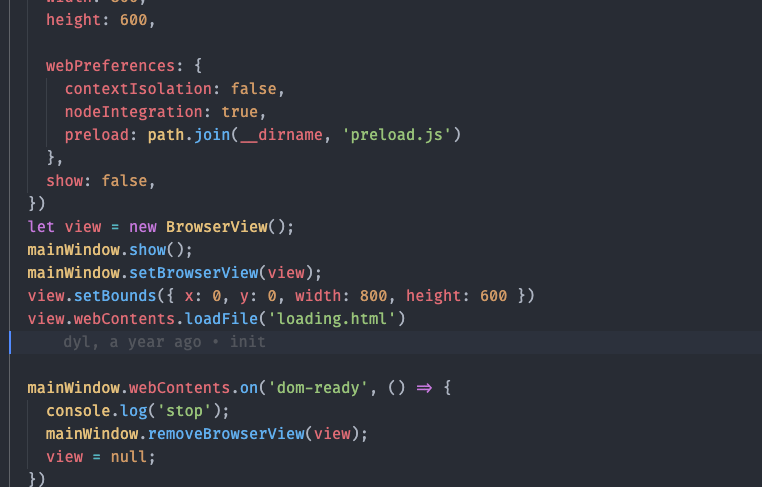 width: 800,
height: 600,
webPreferences: {
contextIsolation: false,
nodeIntegration: true,
preload: path.join(__dirname, 'preload.js')
},
show: false,
})
let view = new BrowserView();
mainWindow.show();
mainWindow.setBrowserView(view);
view.setBounds({ x: 0, y: 0, width: 800, height: 600 })
view.webContents.loadFile('loading.html')
dyl, a year ago • init
mainWindow.webContents.on('dom-ready', () => {
console.log('stop');
mainWindow.removeBrowserView(view);
view = null;
})